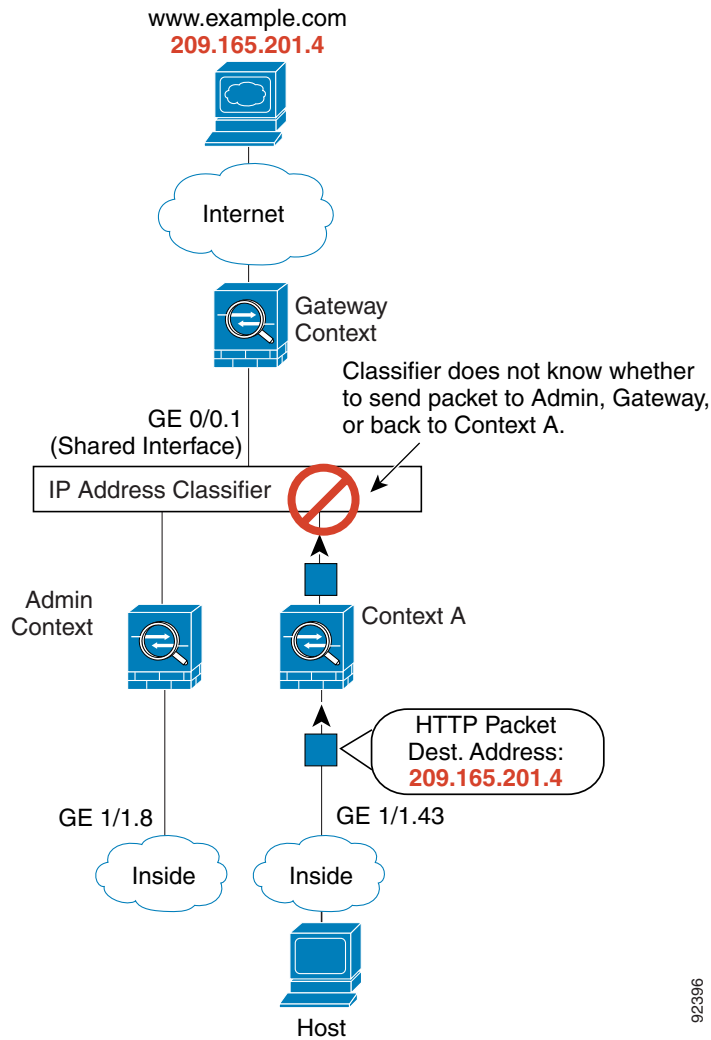 www.example.com
209.165.201.4
Internet
Gateway
Context
Classifier does not know whether
to send packet to Admin, Gateway,
or back to Context A.
GE 0/0.1
(Shared Interface)
IP Address Classifier
Admin
Context
Context A
HTTP Packet
Dest. Address:
209.165.201.4
GE 1/1.8
GE 1/1.43
Inside
Inside
Host
92396